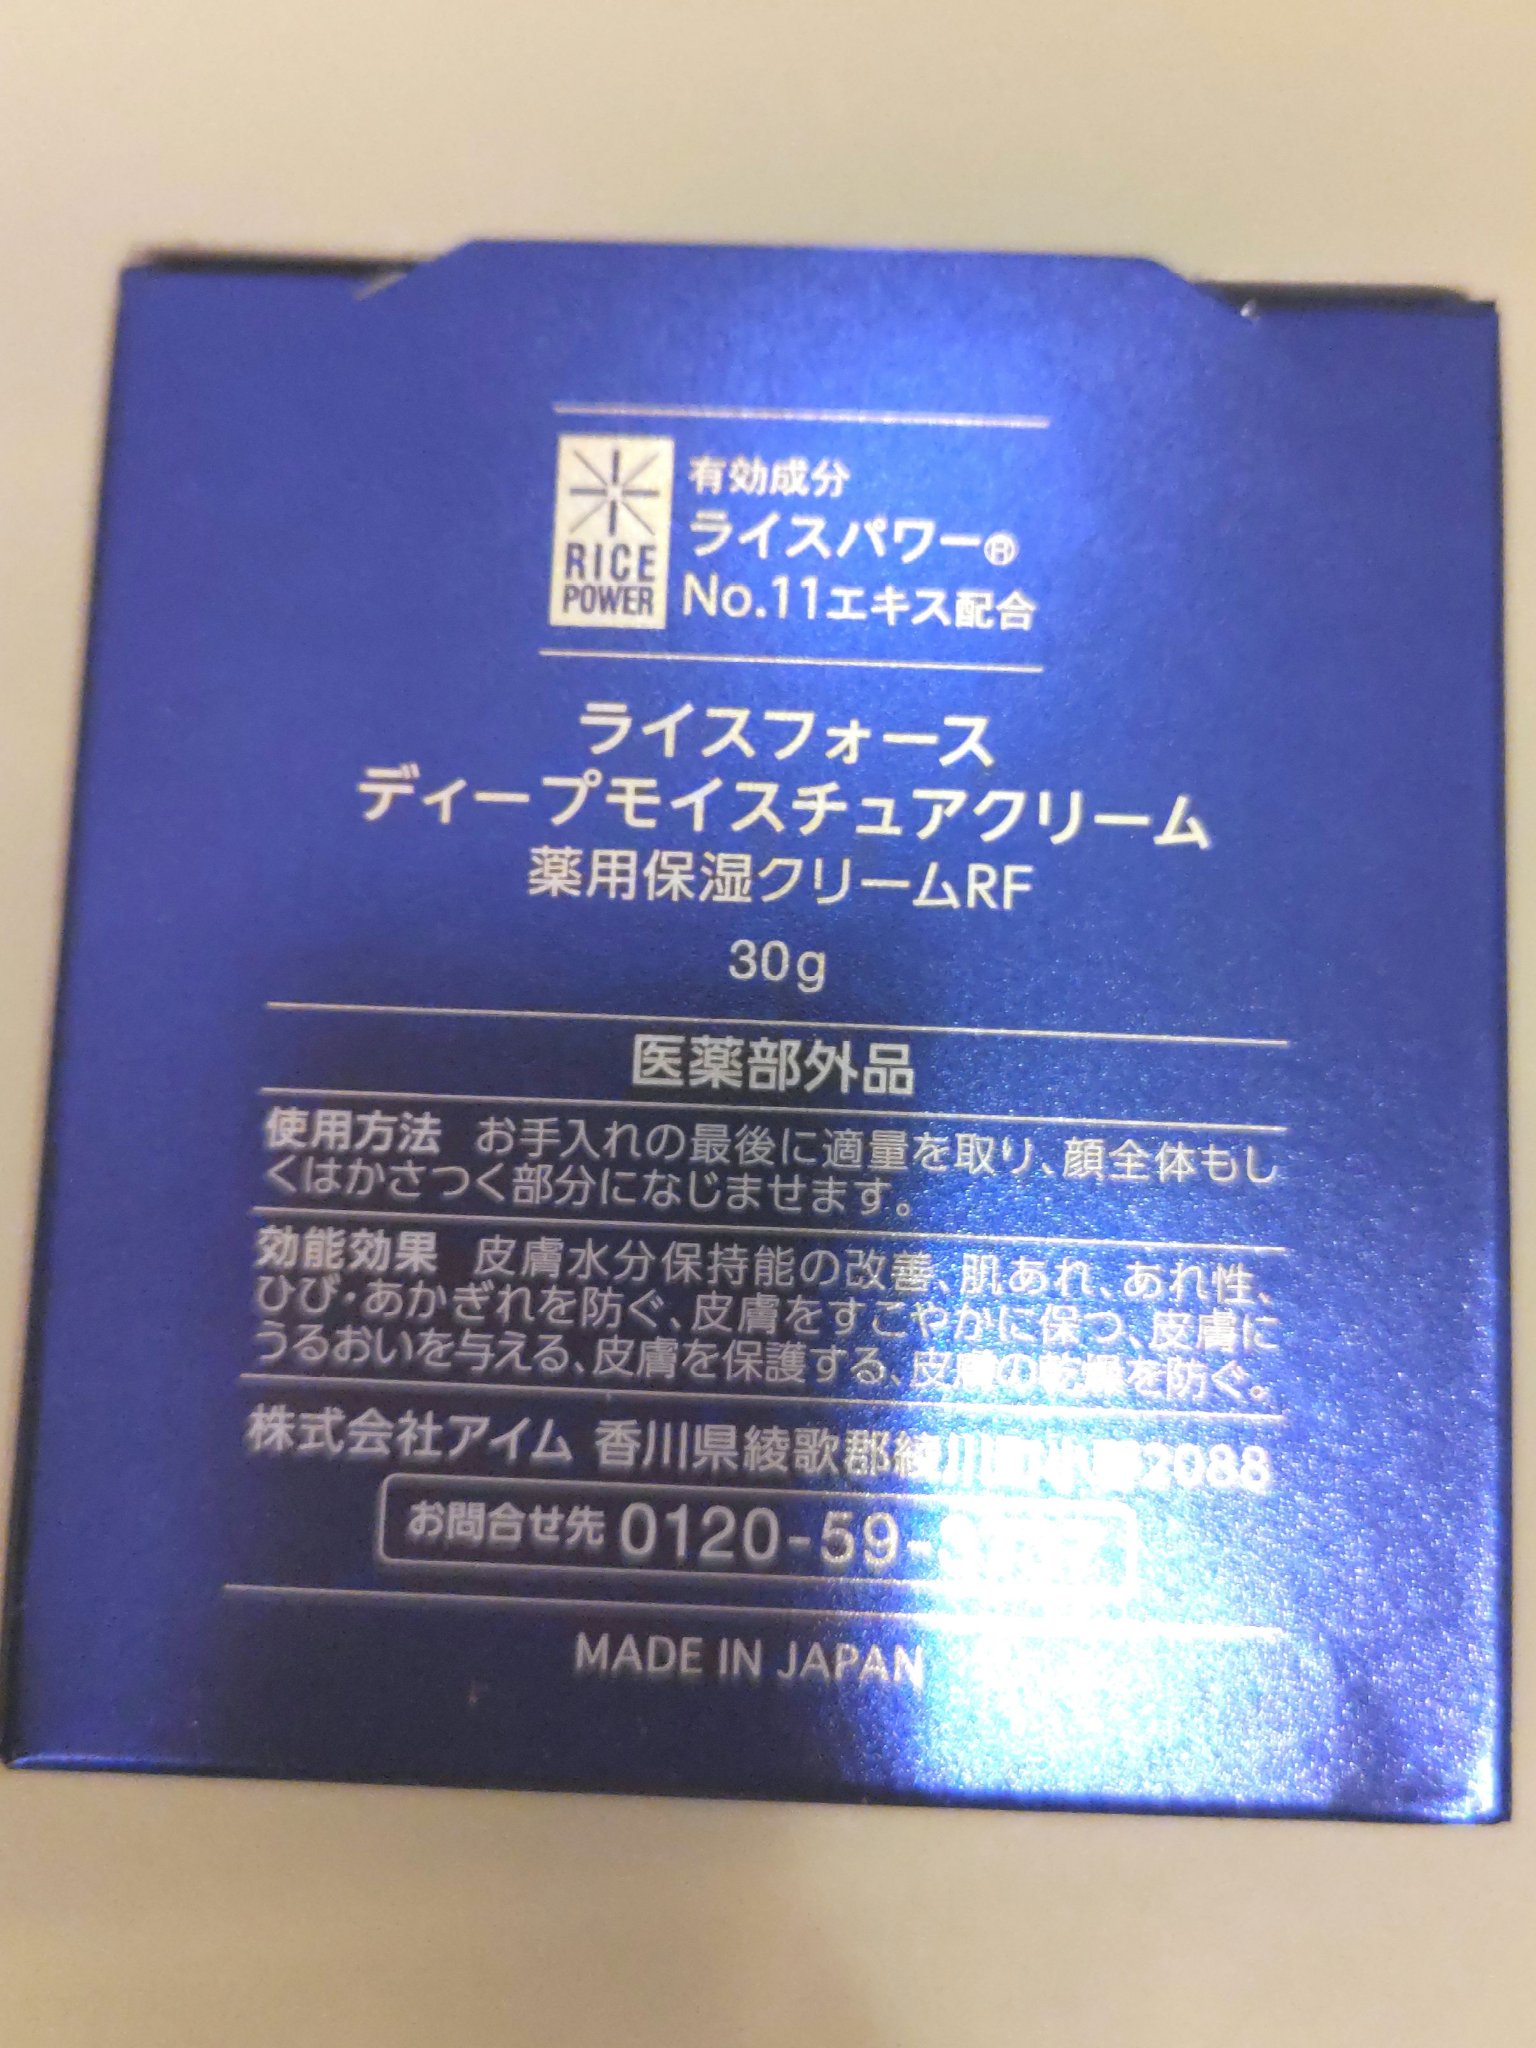 有効成分
ライスパワー®
RICE
POWER
No.11エキス配合
ライスフォース
ディープモイスチュアクリーム
薬用保湿クリームRF
30g
医薬部外品
使用方法 お手入れの最後に適量を取り、顔全体もし
くはかさつく部分になじませます。
効能効果 皮膚水分保持能の改善、肌あれ、あれ性、
ひび・あかぎれを防ぐ、皮膚をすこやかに保つ、皮膚に
うるおいを与える、皮膚を保護する、皮膚の乾燥を防ぐ。
株式会社アイム 香川県綾歌郡綾川町小野2088
お問合せ先 0120-59-
MADE IN JAPAN